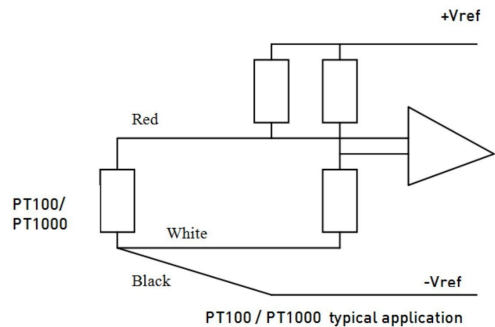 +Vref
Red
PT100/
PT1000
White
Black
-Vref
PT100 / PT1000 typical application